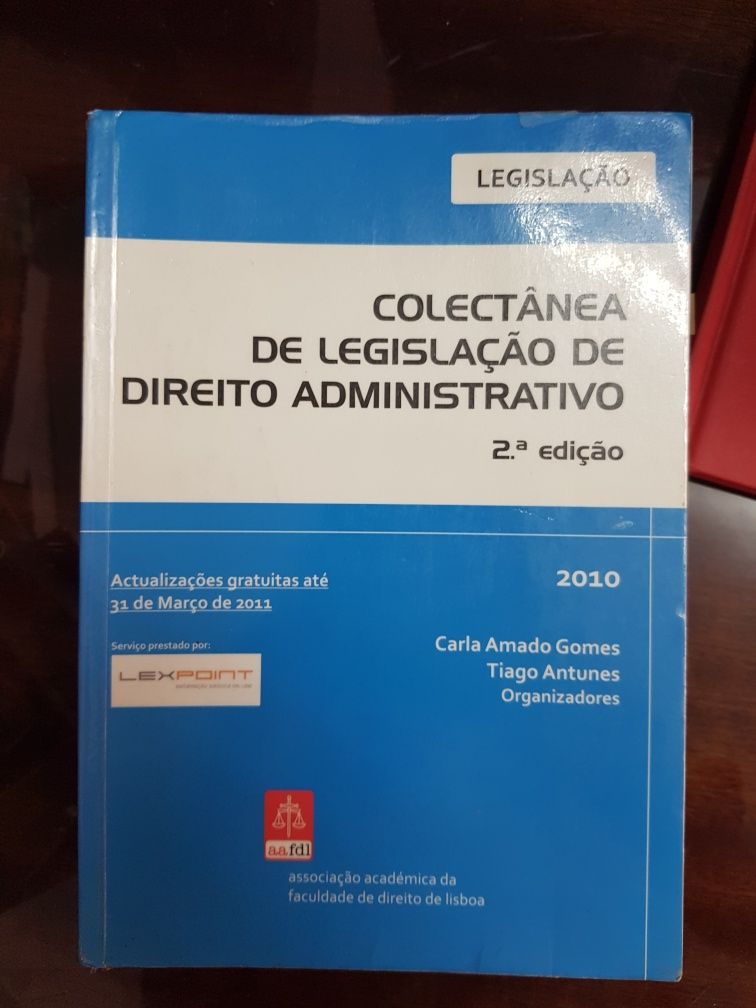 LEGISLAÇÃO
COLECTÂNEA
DE LEGISLAÇÃO DE
DIREITO ADMINISTRATIVO
2.ª edição
Actualizações gratuitas até
31 de Março de 2011
2010
Serviço prestado por:
LEXPOINT
Carla Amado Gomes
Tiago Antunes
Organizadores
aafdl
associação académica da
faculdade de direito de lisboa